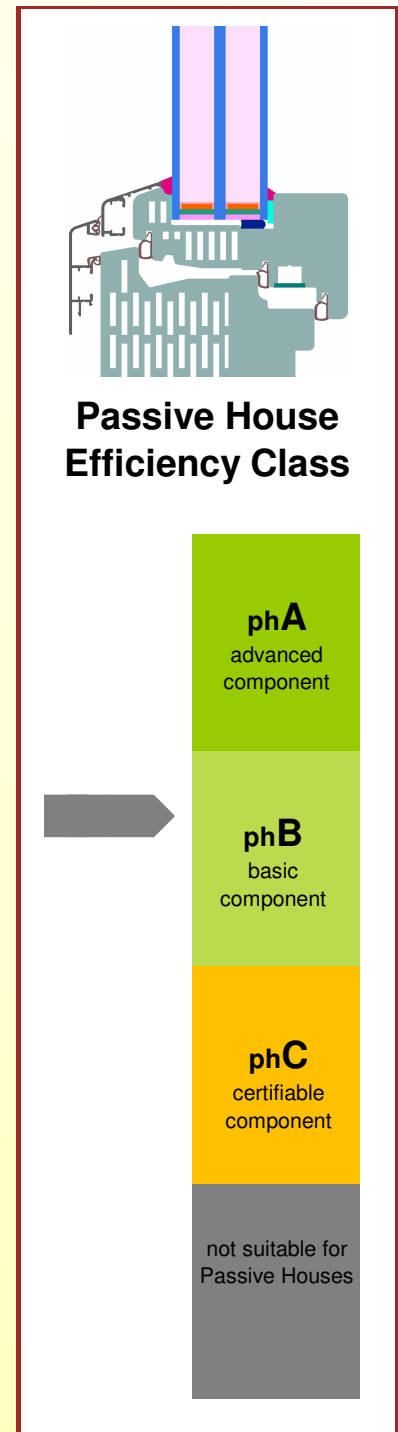 Passive House
Efficiency Class
phA
advanced
component
phB
basic
component
phC
certifiable
component
not suitable for
Passive Houses